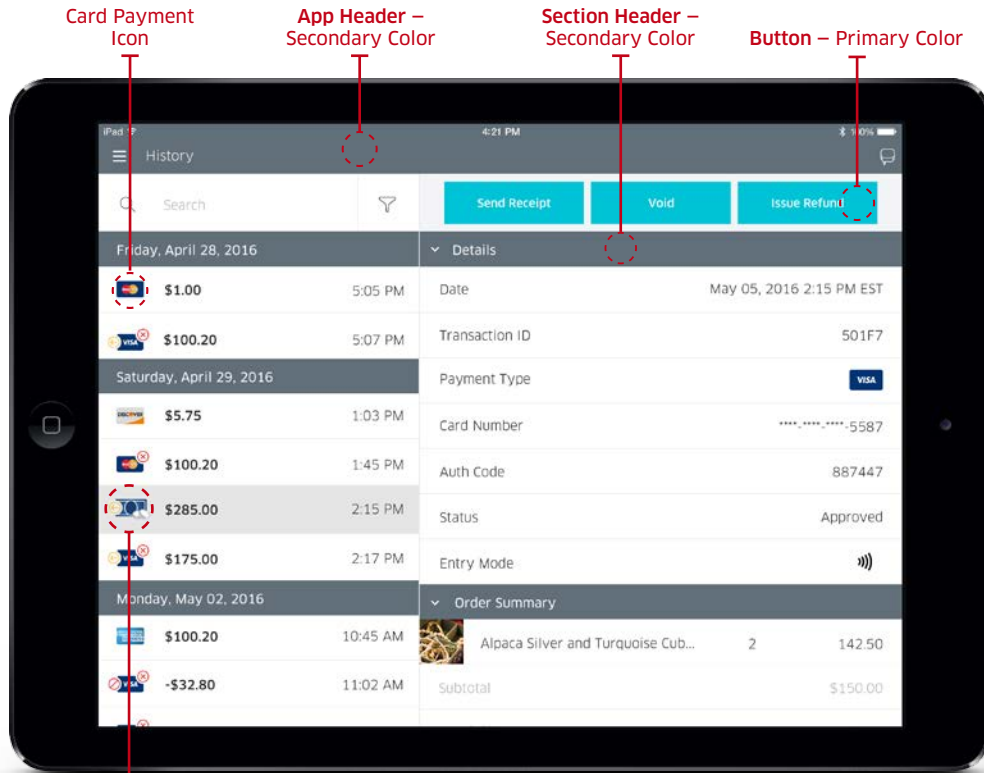 Card Payment
Icon
App Header –
Secondary Color
Section Header –
Secondary Color
Button – Primary Color
iPad
4:21 PM
100%
History
Search
Send Receipt
Void
Issue Refund
Friday, April 28, 2016
Details
$1.00
5:05 PM
Date
May 05, 2016 2:15 PM EST
VISA
$100.20
5:07 PM
Transaction ID
501F7
Saturday, April 29, 2016
Payment Type
VISA
DISCOVER
$5.75
1:03 PM
Card Number
****-****-****-5587
$100.20
1:45 PM
Auth Code
887447
$285.00
2:15 PM
Status
Approved
VISA
$175.00
2:17 PM
Entry Mode
Monday, May 02, 2016
Order Summary
$100.20
10:45 AM
Alpaca Silver and Turquoise Cub...
2
142.50
VISA
-$32.80
11:02 AM
Subtotal
$150.00